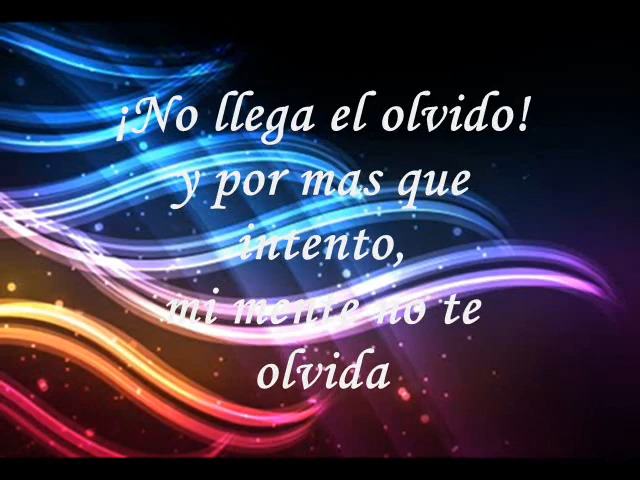 ¡No llega el olvido!
y por mas que
intento,
mi mente no te
olvida